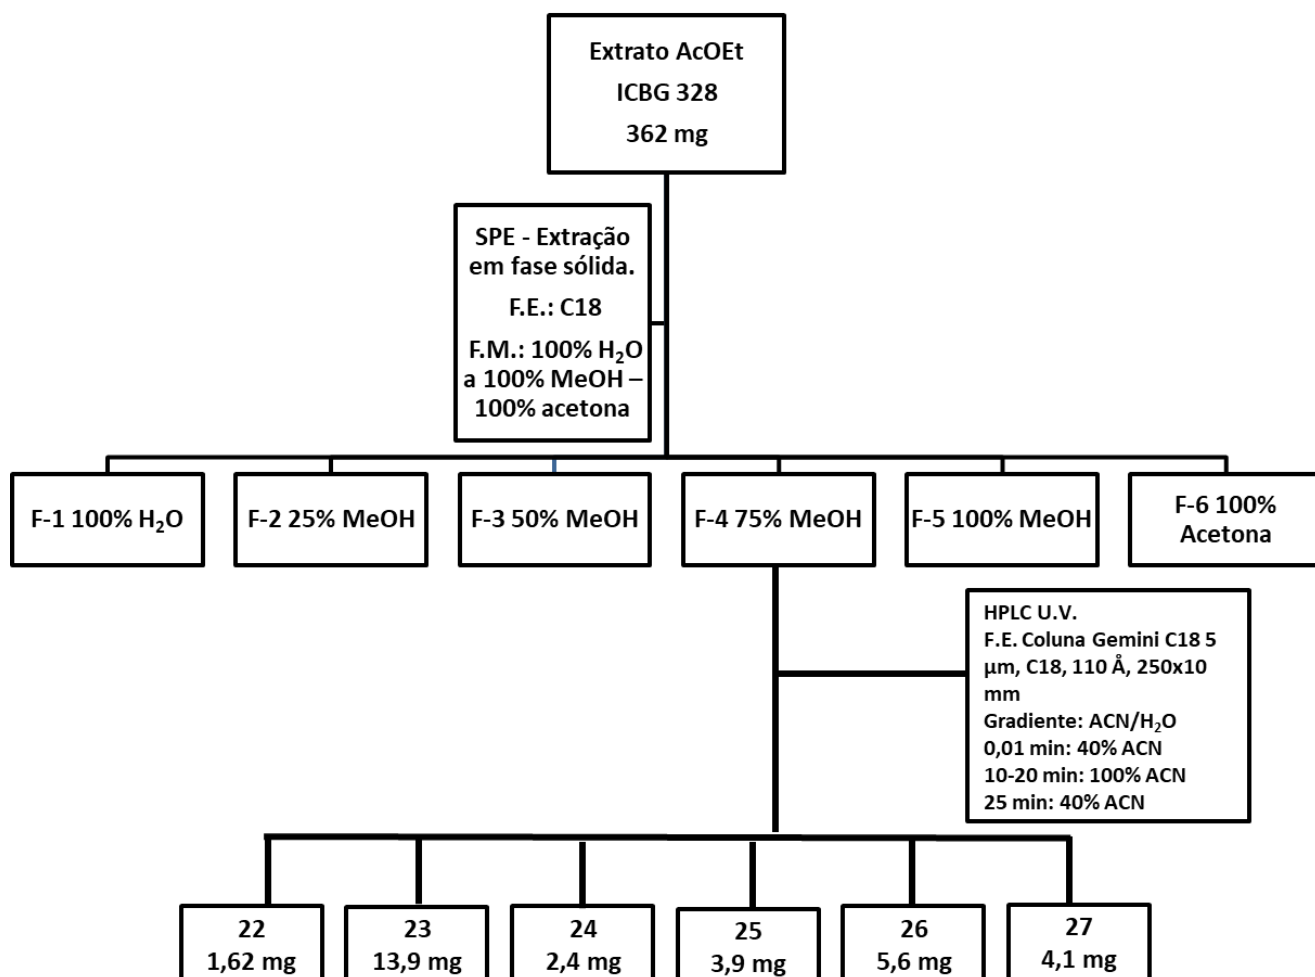 Extrato AcOEt
ICBG 328
362 mg
SPE - Extração
em fase sólida.
F.E.: C18
F.M.: 100% H₂O
a 100% MeOH –
100% acetona
F-1 100% H₂O
F-2 25% MeOH
F-3 50% MeOH
F-4 75% MeOH
F-5 100% MeOH
F-6 100%
Acetona
HPLC U.V.
F.E. Coluna Gemini C18 5
µm, C18, 110 Å, 250x10
mm
Gradiente: ACN/H₂O
0,01 min: 40% ACN
10-20 min: 100% ACN
25 min: 40% ACN
22
1,62 mg
23
13,9 mg
24
2,4 mg
25
3,9 mg
26
5,6 mg
27
4,1 mg